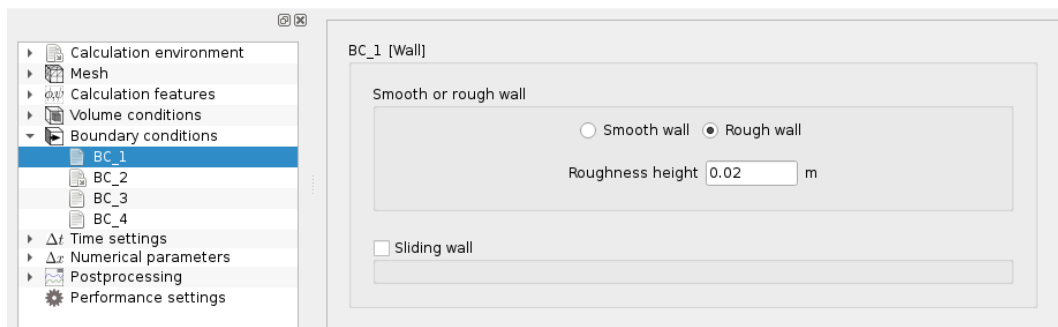 Calculation environment
Mesh
φ,ψ Calculation features
Volume conditions
Boundary conditions
BC_1
BC_2
BC_3
BC_4
Δt Time settings
Δx Numerical parameters
Postprocessing
Performance settings
BC_1 [Wall]
Smooth or rough wall
Smooth wall Rough wall
Roughness height 0.02 m
Sliding wall